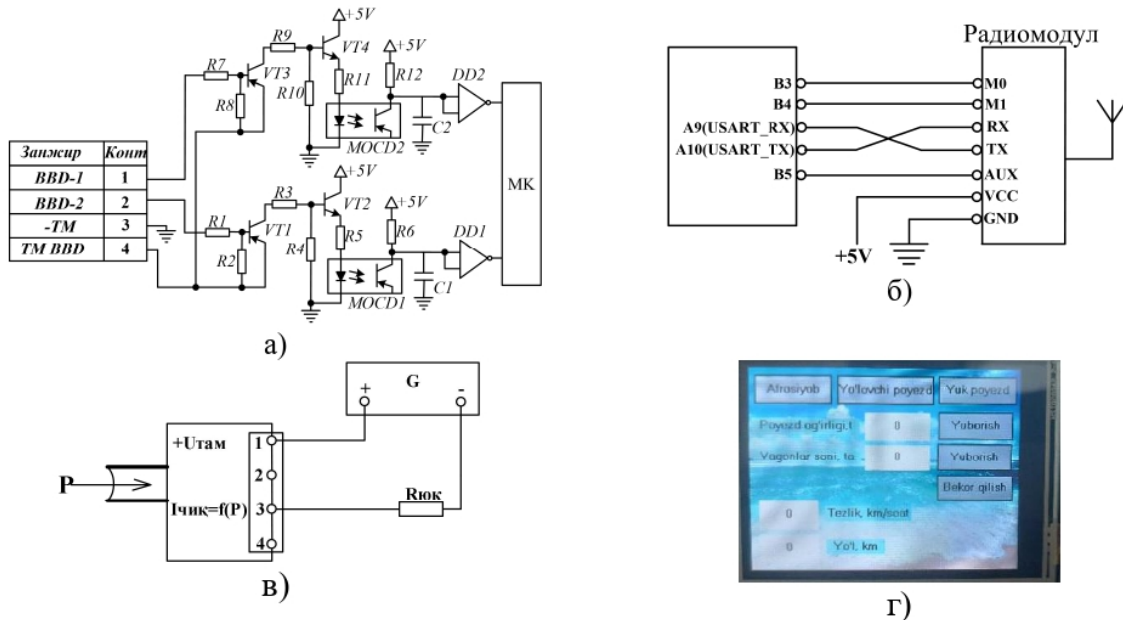 +5V
R9
VT4
+5V
R7
VT3
R11
R12
DD2
R8
R10
C2
MOCD2
+5V
Занжир Конт
BBD-1 1
BBD-2 2
-TM 3
TM BBD 4
R3
VT2
+5V
R1
VT1
R5
R6
DD1
R2
R4
C1
MOCD1
MK
а)
Радиомодул
B3 M0
B4 M1
A9(USART_RX) RX
A10(USART_TX) TX
B5 AUX
VCC
GND
+5V
б)
G
+ -
+Uтам 1
2
P
Iчиқ=f(P) 3
Rюк
4
в)
Afrosiyob Yo'lovchi poyezd Yuk poyezd
Poyezd og'irligi,t 0 Yuborish
Vagonlar soni, ta 0 Yuborish
Bekor qilish
0 Tezlik, km/soat
0 Yo'l, km
г)